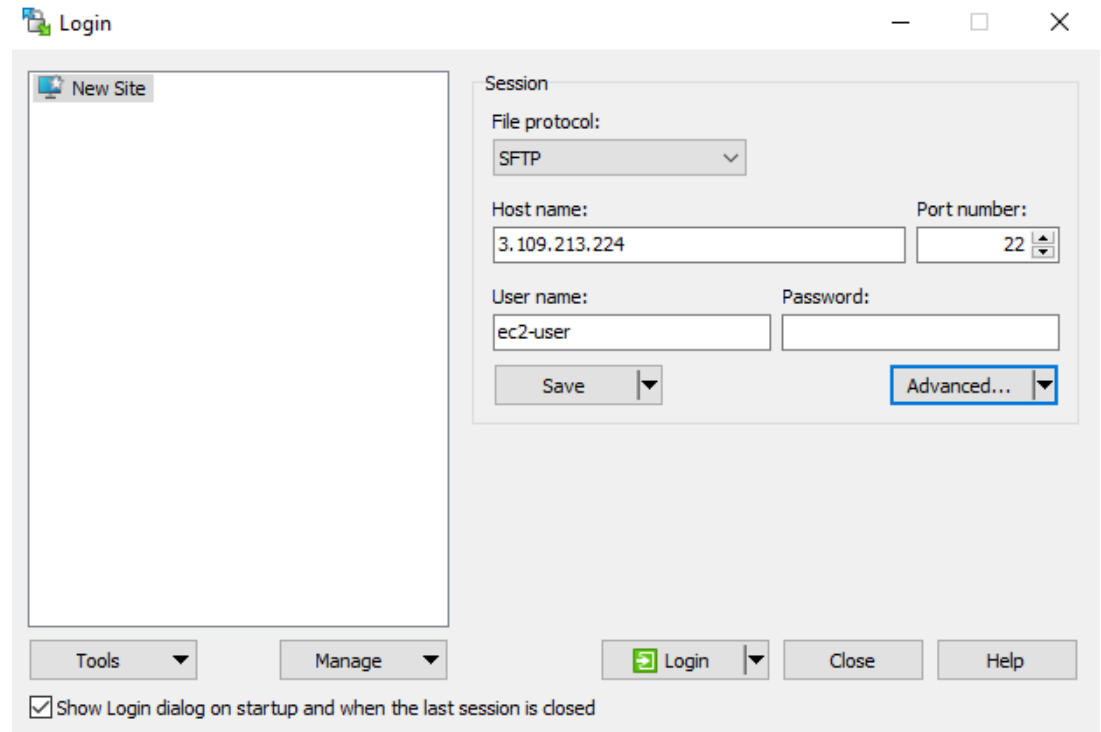 Login
New Site
Session
File protocol:
SFTP
Host name:
Port number:
3.109.213.224
22
User name:
Password:
ec2-user
Save
Advanced...
Tools
Manage
Login
Close
Help
Show Login dialog on startup and when the last session is closed